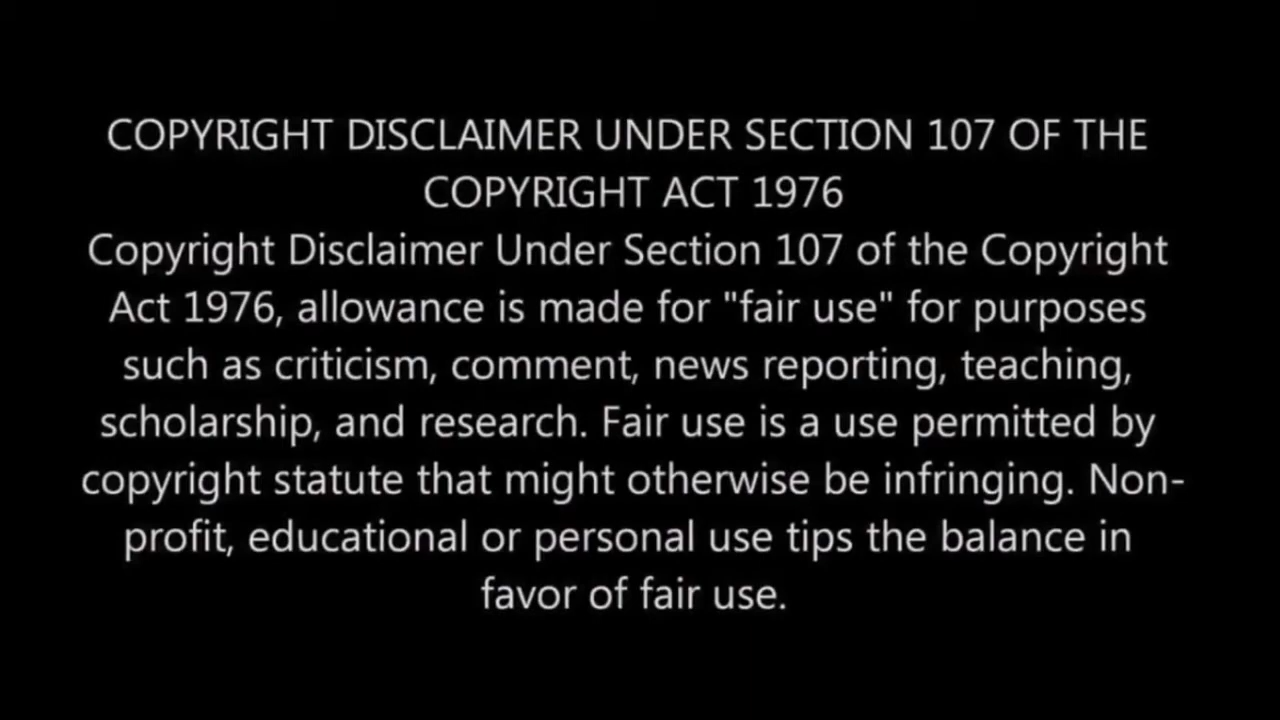 COPYRIGHT DISCLAIMER UNDER SECTION 107 OF THE
COPYRIGHT ACT 1976
Copyright Disclaimer Under Section 107 of the Copyright
Act 1976, allowance is made for "fair use" for purposes
such as criticism, comment, news reporting, teaching,
scholarship, and research. Fair use is a use permitted by
copyright statute that might otherwise be infringing. Non-
profit, educational or personal use tips the balance in
favor of fair use.